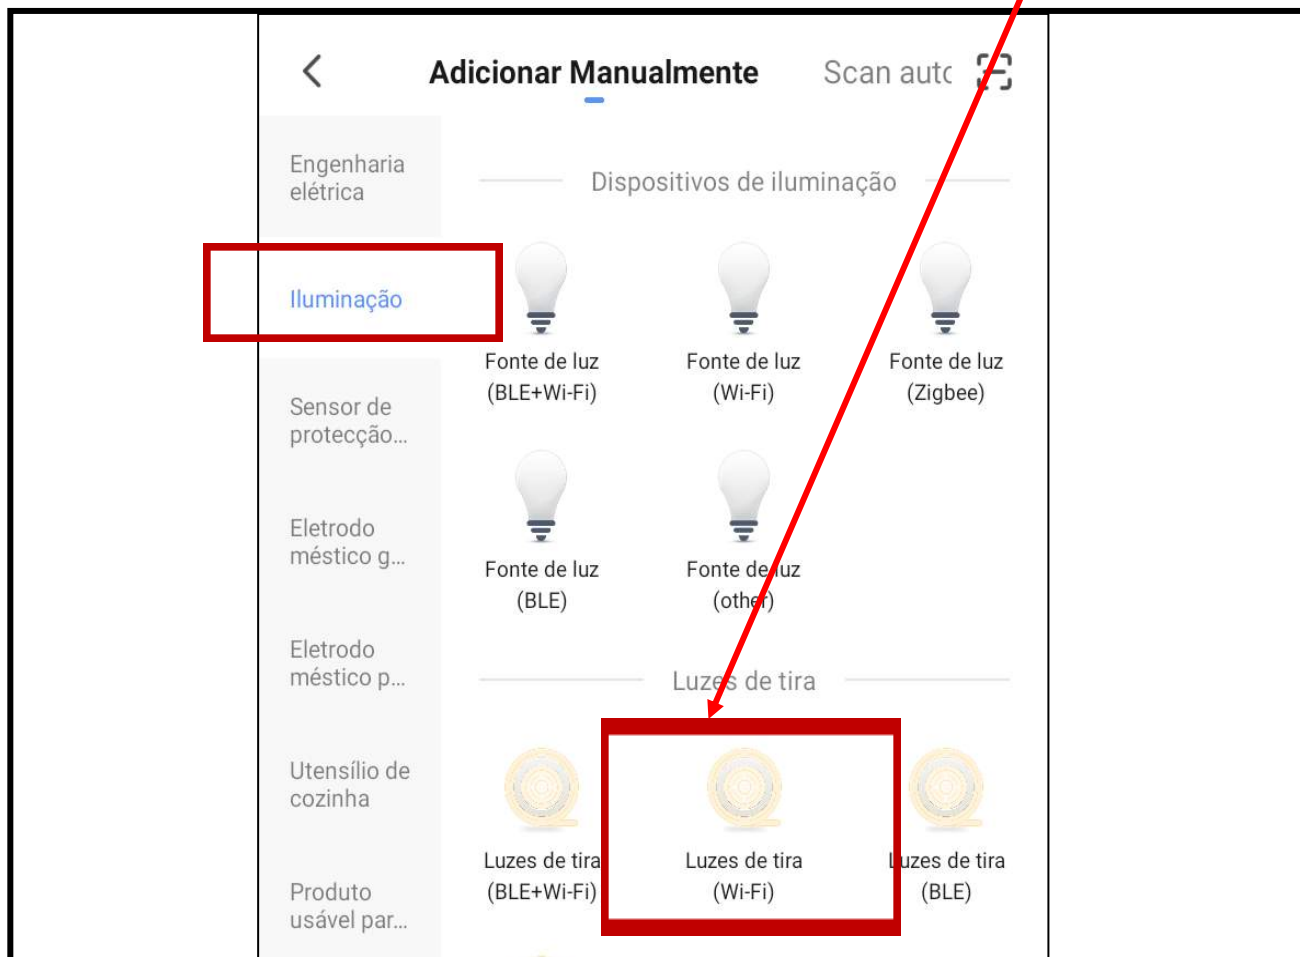 Adicionar Manualmente
Scan auto
Engenharia
elétrica
Iluminação
Sensor de
protecção...
Eletrodo
méstico g...
Eletrodo
méstico p...
Utensílio de
cozinha
Produto
usável par...
Dispositivos de iluminação
Fonte de luz
(BLE+Wi-Fi)
Fonte de luz
(Wi-Fi)
Fonte de luz
(Zigbee)
Fonte de luz
(BLE)
Fonte de luz
(other)
Luzes de tira
Luzes de tira
(BLE+Wi-Fi)
Luzes de tira
(Wi-Fi)
Luzes de tira
(BLE)